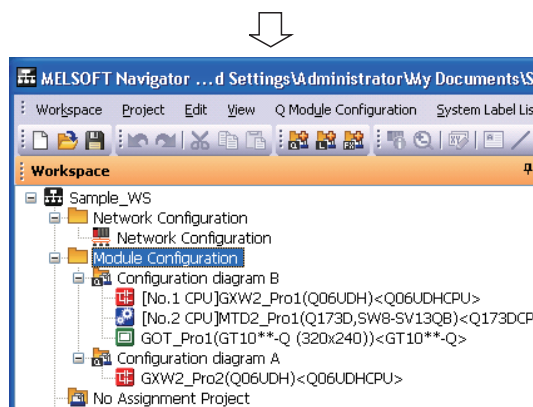 MELSOFT Navigator ...d Settings\Administrator\My Documents\S
Workspace Project Edit View Q Module Configuration System Label Lis
Workspace
Sample_WS
Network Configuration
Network Configuration
Module Configuration
Configuration diagram B
[No.1 CPU]GXW2_Pro1(Q06UDH)<Q06UDHCPU>
[No.2 CPU]MTD2_Pro1(Q173D,SW8-SV13QB)<Q173DCP
GOT_Pro1(GT10**-Q (320x240))<GT10**-Q>
Configuration diagram A
GXW2_Pro2(Q06UDH)<Q06UDHCPU>
No Assignment Project